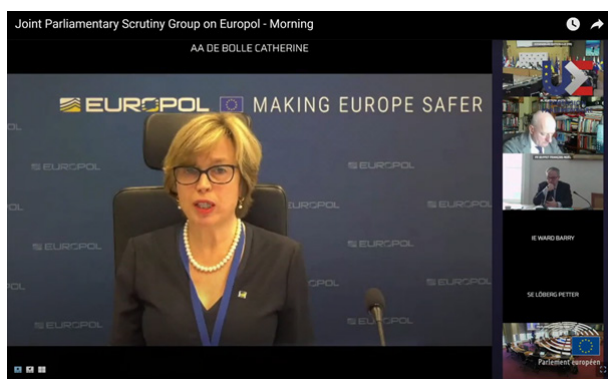 Joint Parliamentary Scrutiny Group on Europol - Morning
AA DE BOLLE CATHERINE
EUROPOL MAKING EUROPE SAFER
EUROPOL EUROPOL
EUROPOL EUROPOL
EUROPOL EUROPOL
EUROPOL
EUROPOL EUROPOL
IE WARD BARRY
SE LÖBERG PETTER
Parlement européen